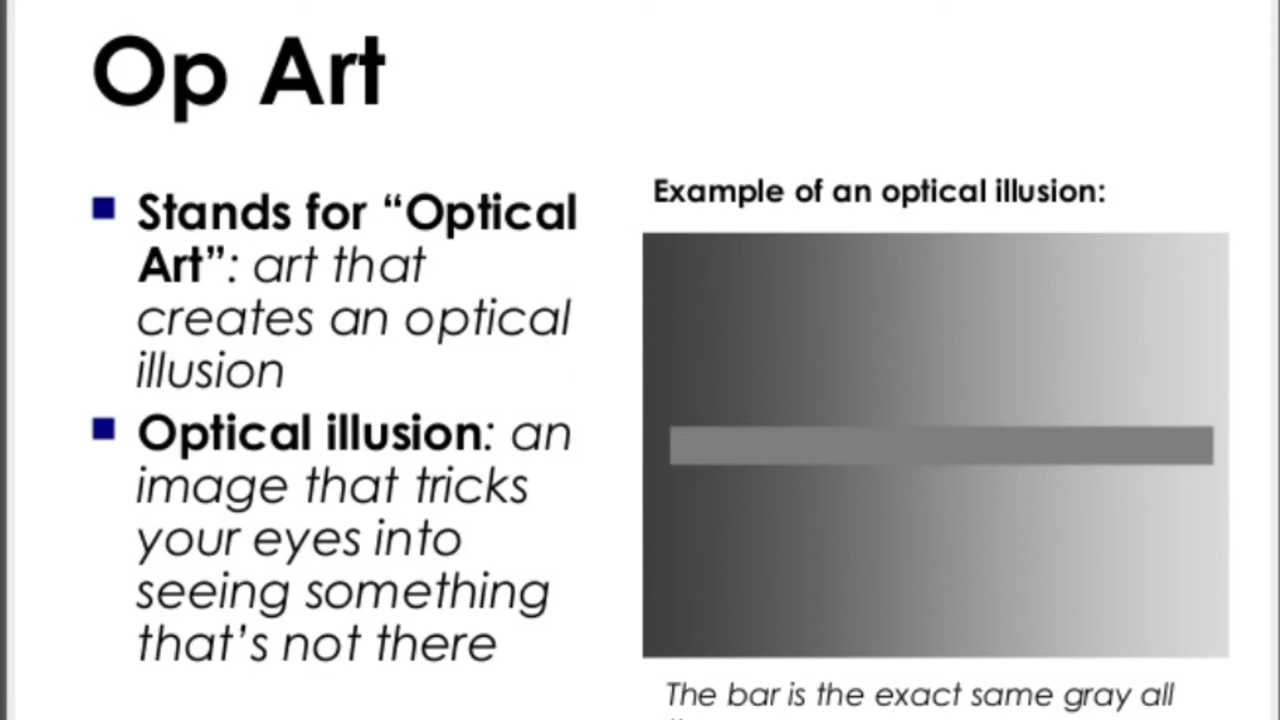 Op Art
Stands for “Optical
Art”: art that
creates an optical
illusion
Optical illusion: an
image that tricks
your eyes into
seeing something
that’s not there
Example of an optical illusion:
The bar is the exact same gray all